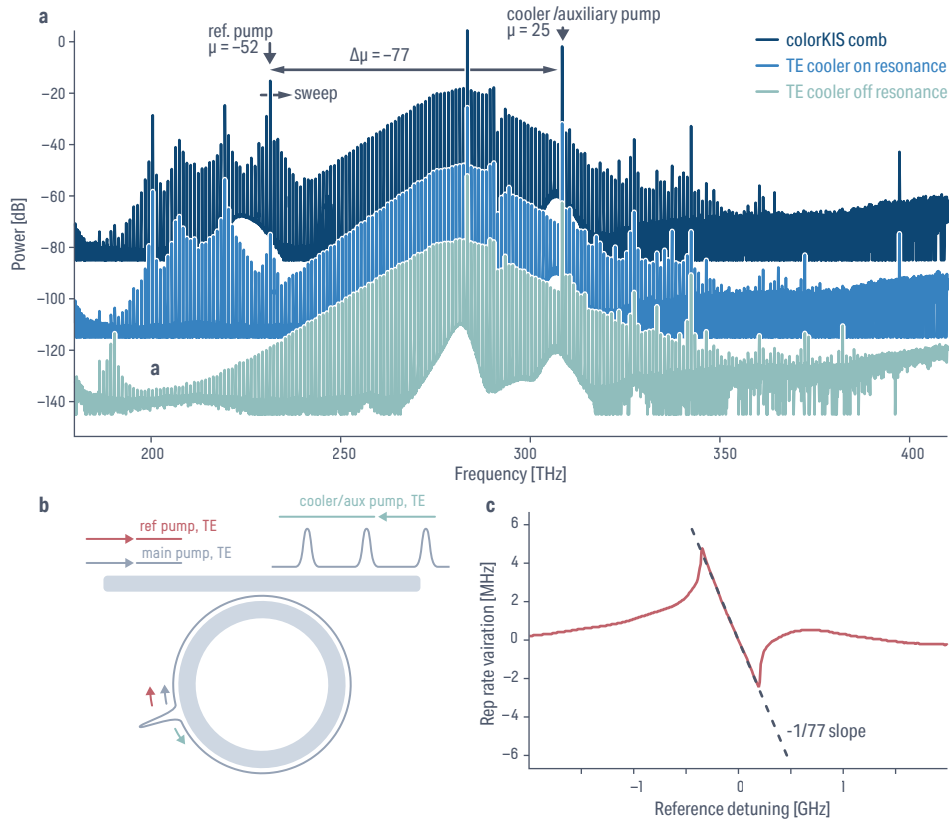 a
ref. pump
μ = −52
cooler /auxiliary pump
μ = 25
Δμ = −77
sweep
colorKIS comb
TE cooler on resonance
TE cooler off resonance
0
−20
−40
−60
−80
−100
−120
−140
Power [dB]
a
200
250
300
350
400
Frequency [THz]
b
ref pump, TE
main pump, TE
cooler/aux pump, TE
c
6
4
2
0
−2
−4
−6
Rep rate vairation [MHz]
-1/77 slope
−1
0
1
Reference detuning [GHz]